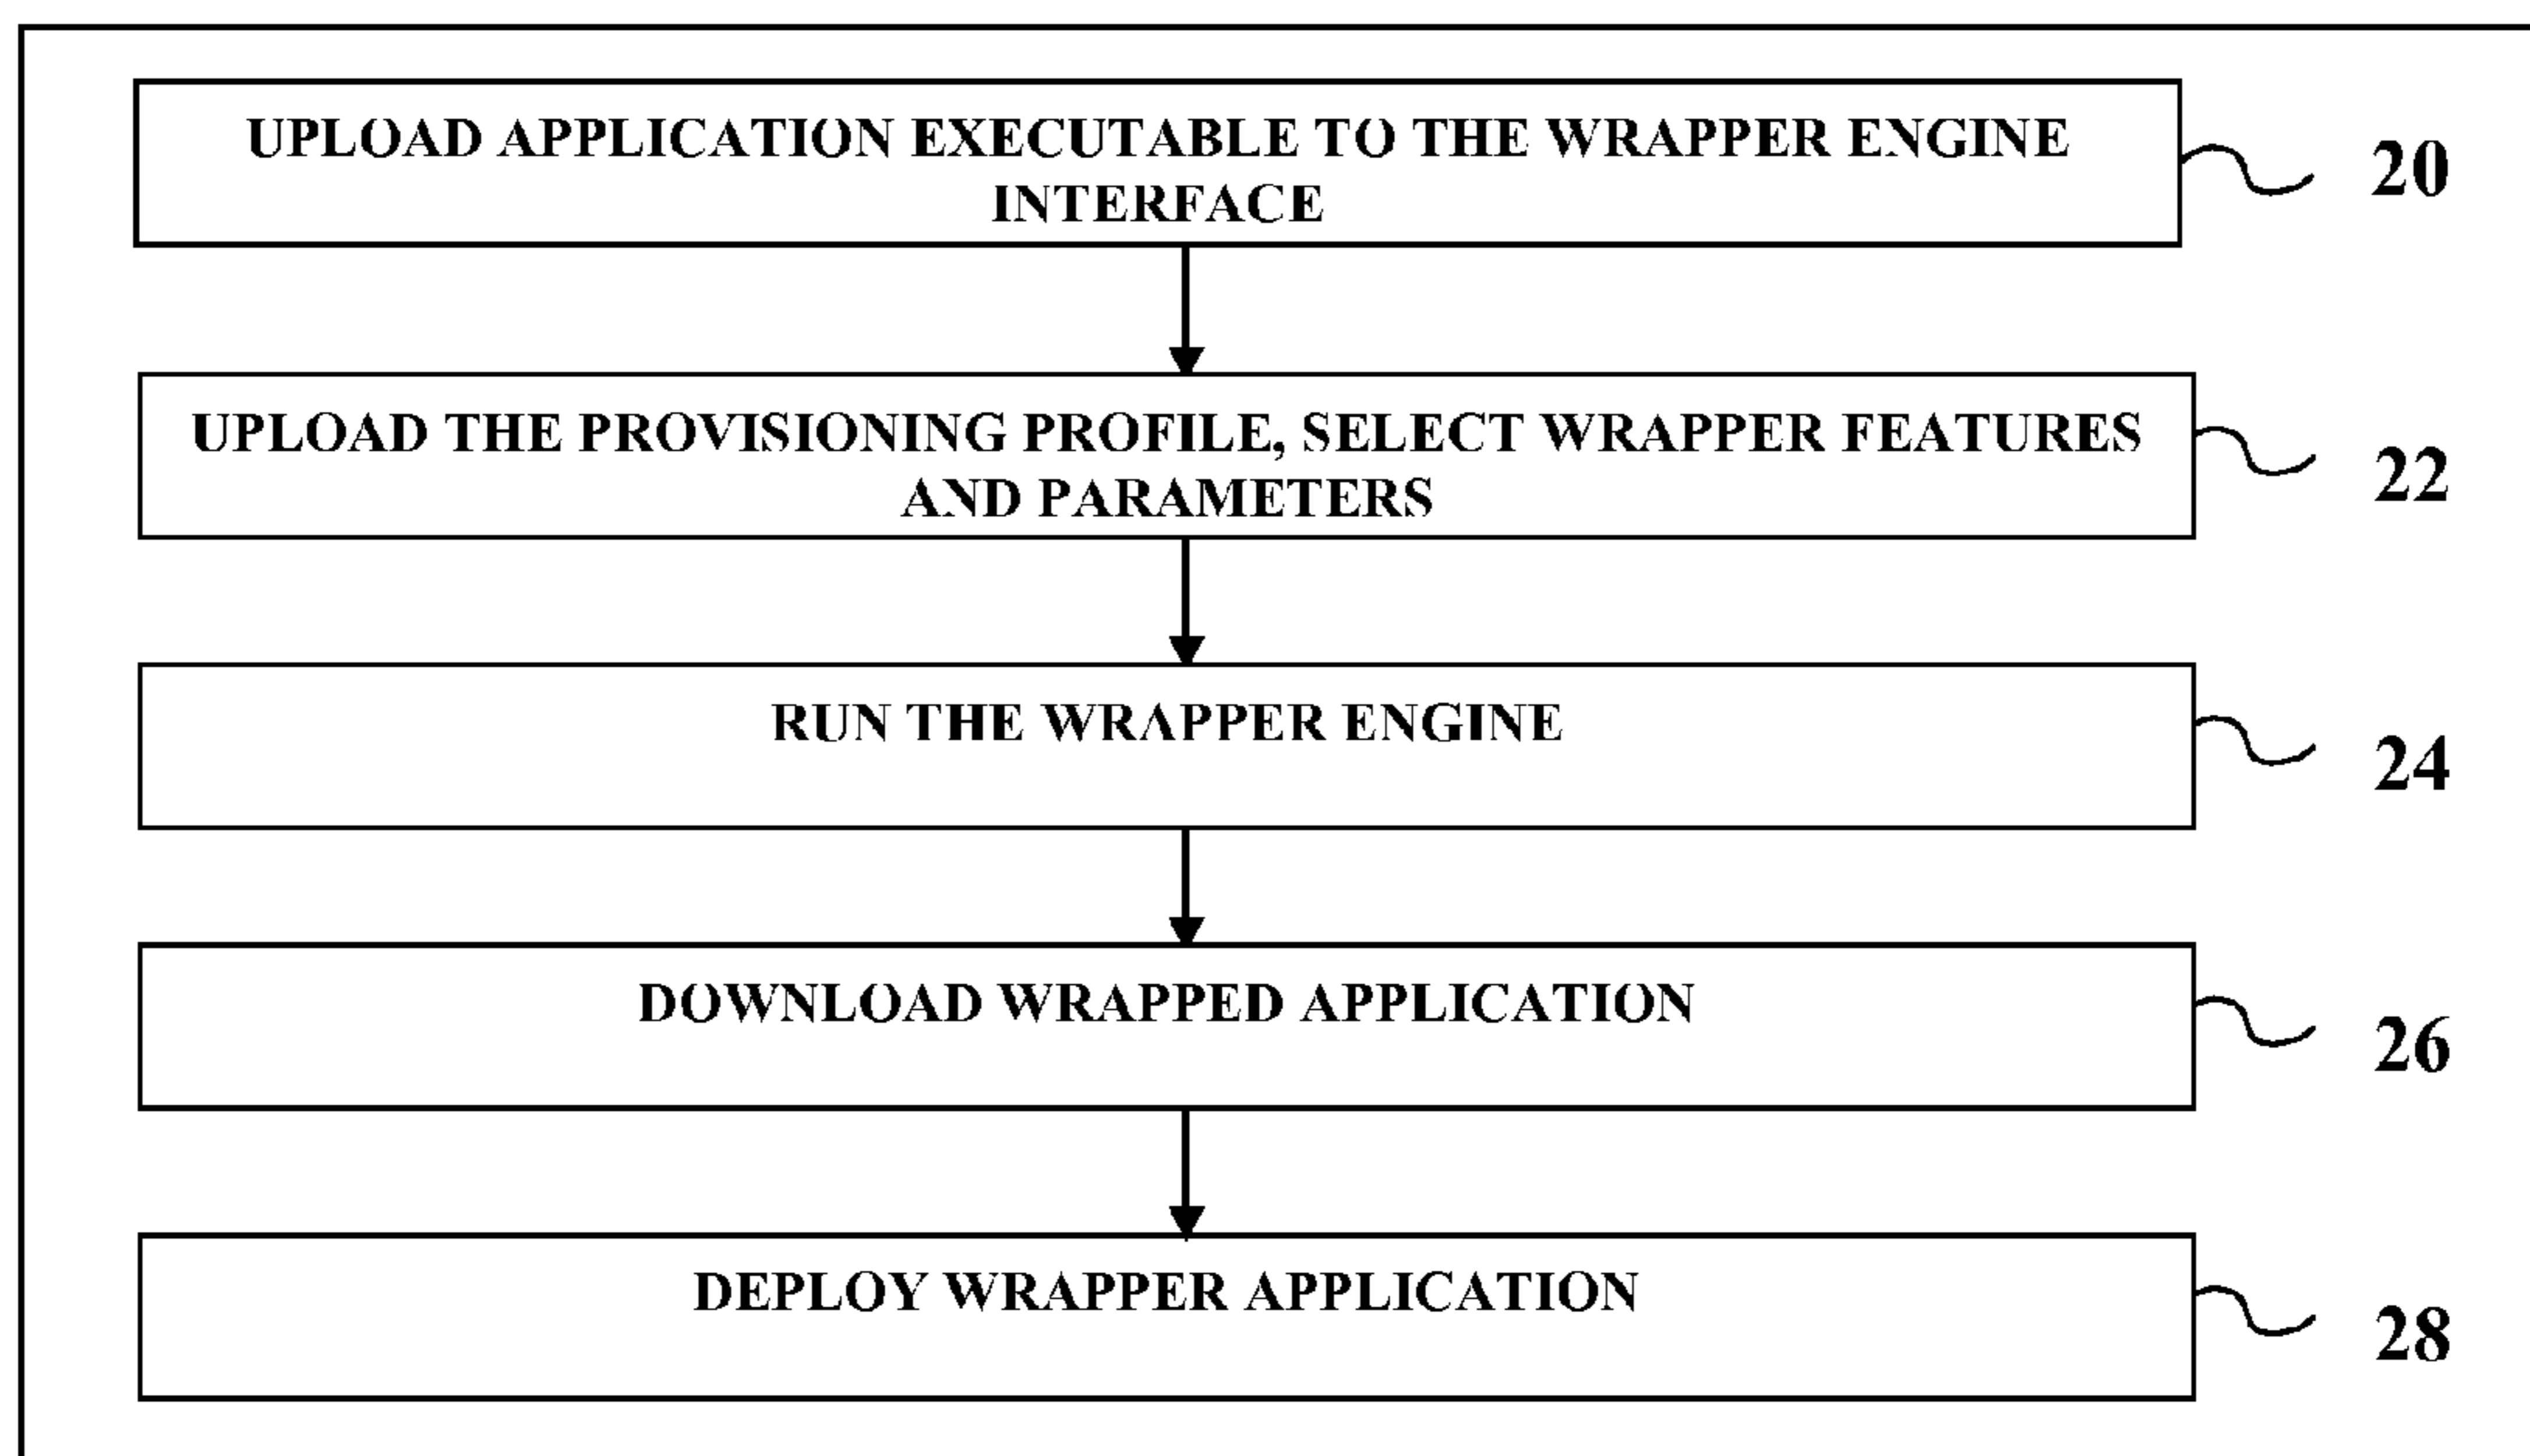 UPLOAD APPLICATION EXECUTABLE TO THE WRAPPER ENGINE
INTERFACE
20
UPLOAD THE PROVISIONING PROFILE, SELECT WRAPPER FEATURES
AND PARAMETERS
22
RUN THE WRAPPER ENGINE
24
DOWNLOAD WRAPPED APPLICATION
26
DEPLOY WRAPPER APPLICATION
28